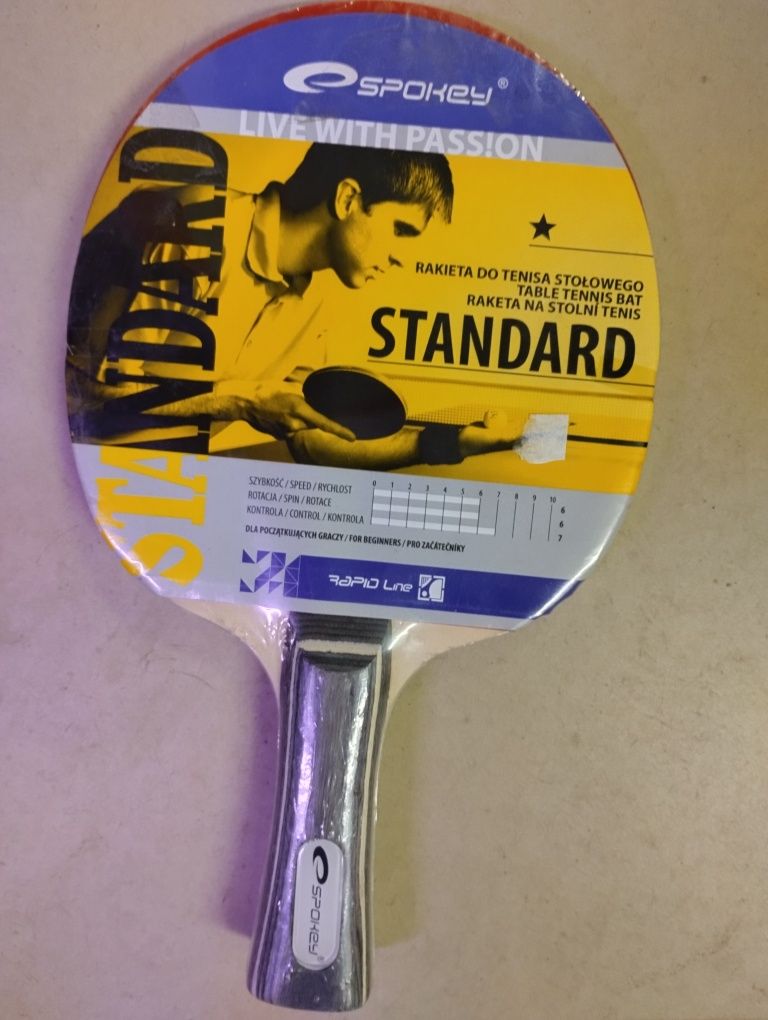 SPOKEY®
LIVE WITH PASS!ON
STANDARD
RAKIETA DO TENISA STOŁOWEGO
TABLE TENNIS BAT
RAKETA NA STOLNÍ TENIS
STANDARD
0 1 2 3 4 5 6 7 8 9 10
SZYBKOŚĆ / SPEED / RYCHLOST 6
ROTACJA / SPIN / ROTACE 6
KONTROLA / CONTROL / KONTROLA 7
DLA POCZĄTKUJĄCYCH GRACZY / FOR BEGINNERS / PRO ZAČÁTEČNÍKY
RAPID Line
SPOKEY®